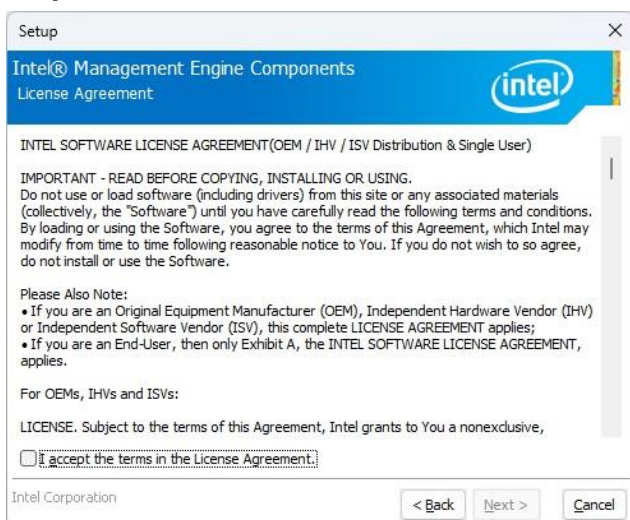 Setup
Intel® Management Engine Components
License Agreement
intel
INTEL SOFTWARE LICENSE AGREEMENT(OEM / IHV / ISV Distribution & Single User)
IMPORTANT - READ BEFORE COPYING, INSTALLING OR USING.
Do not use or load software (including drivers) from this site or any associated materials
(collectively, the "Software") until you have carefully read the following terms and conditions.
By loading or using the Software, you agree to the terms of this Agreement, which Intel may
modify from time to time following reasonable notice to You. If you do not wish to so agree,
do not install or use the Software.
Please Also Note:
• If you are an Original Equipment Manufacturer (OEM), Independent Hardware Vendor (IHV)
or Independent Software Vendor (ISV), this complete LICENSE AGREEMENT applies;
• If you are an End-User, then only Exhibit A, the INTEL SOFTWARE LICENSE AGREEMENT,
applies.
For OEMs, IHVs and ISVs:
LICENSE. Subject to the terms of this Agreement, Intel grants to You a nonexclusive,
I accept the terms in the License Agreement.
Intel Corporation
< Back
Next >
Cancel